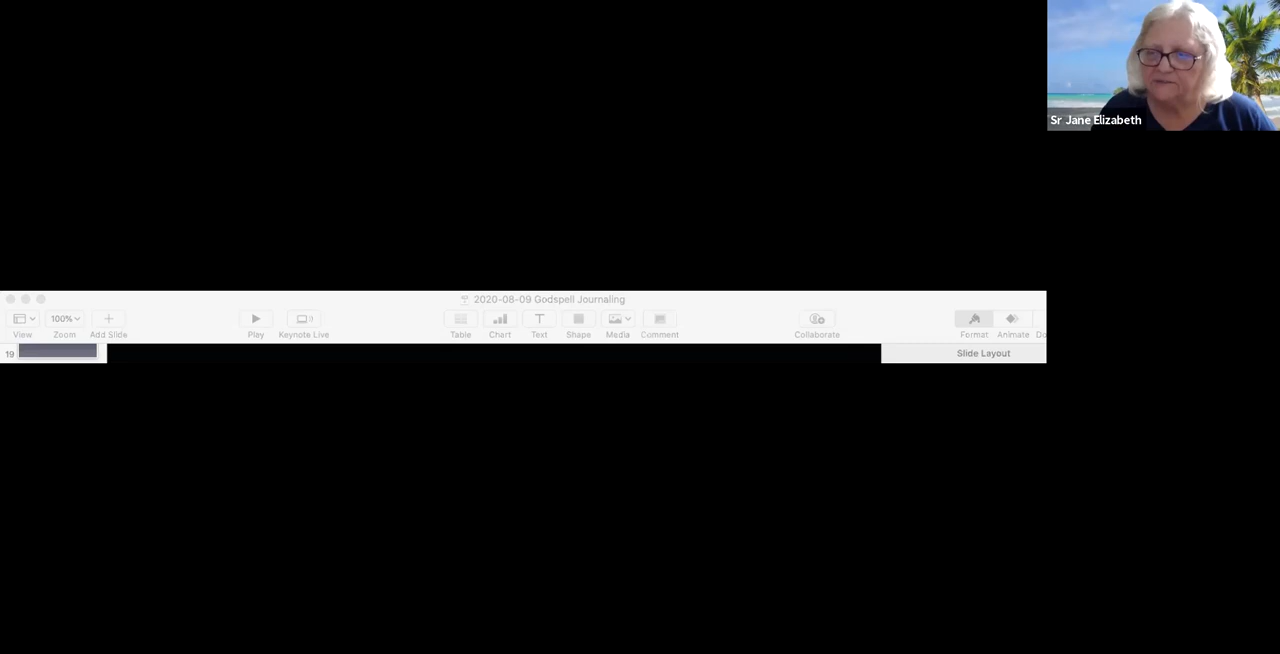 Sr Jane Elizabeth
2020-08-09 Godspell Journaling
100%
View Zoom Add Slide Play Keynote Live Table Chart Text Shape Media Comment Collaborate Format Animate Do
19
Slide Layout